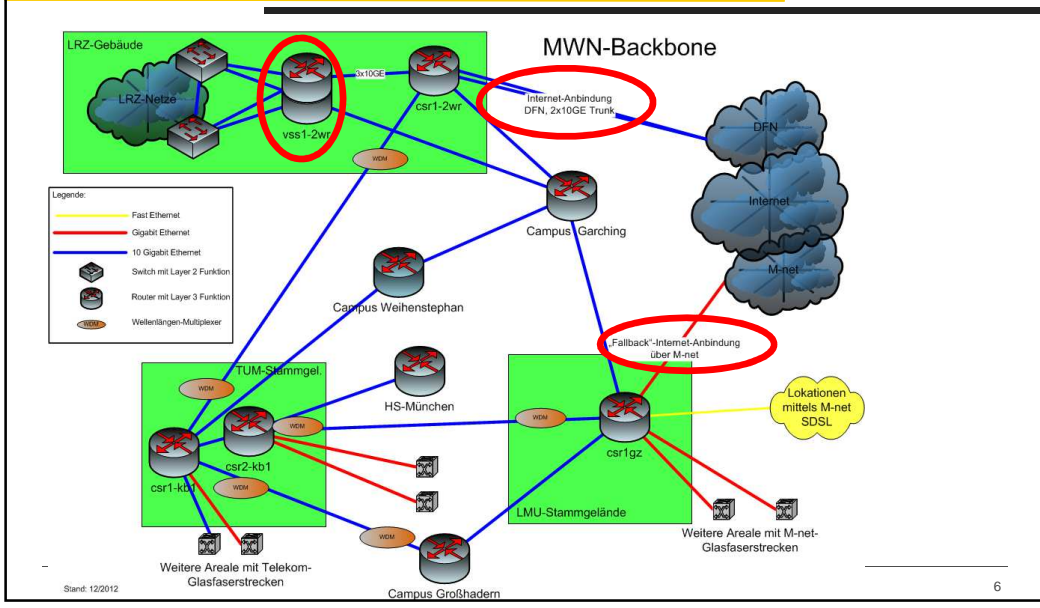 MWN-Backbone
LRZ-Gebäude
LRZ-Netze
3x10GE
vss1-2wr
csr1-2wr
Internet-Anbindung
DFN, 2x10GE Trunk
DFN
Internet
M-net
WDM
Campus Garching
Legende:
Fast Ethernet
Gigabit Ethernet
10 Gigabit Ethernet
Switch mit Layer 2 Funktion
Router mit Layer 3 Funktion
WDM
Wellenlängen-Multiplexer
Campus Weihenstephan
„Fallback“-Internet-Anbindung
über M-net
TUM-Stammgel.
WDM
HS-München
WDM
WDM
csr1-kb1
csr2-kb1
WDM
WDM
csr1gz
Lokationen
mittels M-net
SDSL
LMU-Stammgelände
Weitere Areale mit M-net-
Glasfaserstrecken
Weitere Areale mit Telekom-
Glasfaserstrecken
Campus Großhadern
Stand: 12/2012
6